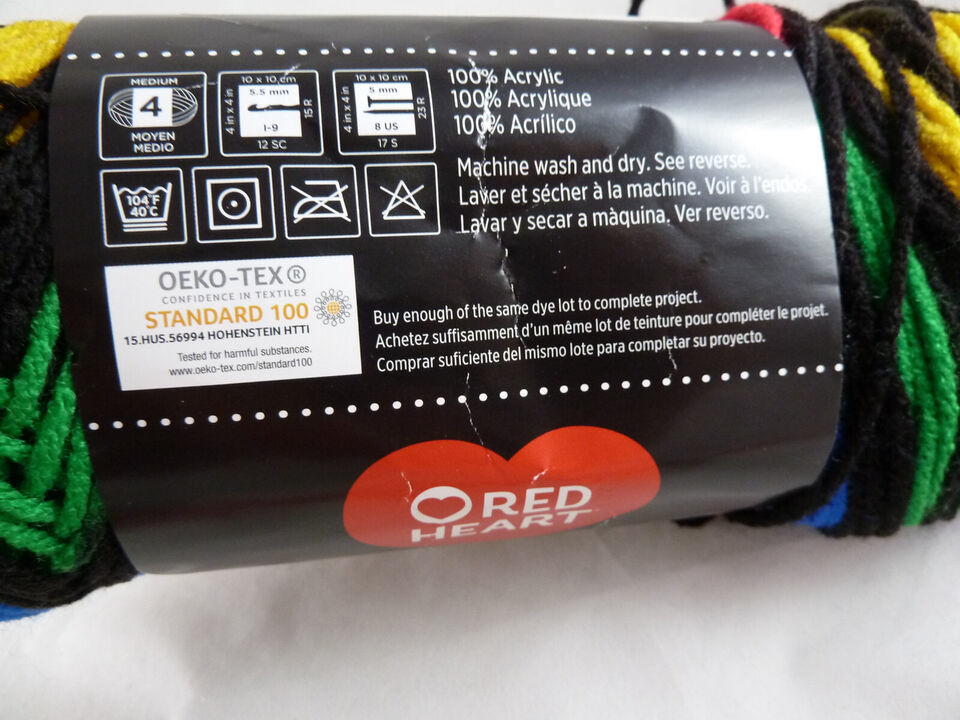 MEDIUM
4
MOYEN
MEDIO
10 x 10 cm
4 in x 4 in
5.5 mm
I-9
15 R
12 SC
10 x 10 cm
4 in x 4 in
5 mm
8 US
23 R
17 S
104°F
40°C
100% Acrylic
100% Acrylique
100% Acrílico
Machine wash and dry. See reverse.
Laver et sécher à la machine. Voir à l'endos.
Lavar y secar a màquina. Ver reverso.
OEKO-TEX®
CONFIDENCE IN TEXTILES
STANDARD 100
15.HUS.56994 HOHENSTEIN HTTI
Tested for harmful substances.
www.oeko-tex.com/standard100
Buy enough of the same dye lot to complete project.
Achetez suffisamment d'un même lot de teinture pour compléter le projet.
Comprar suficiente del mismo lote para completar su proyecto.
RED
HEART